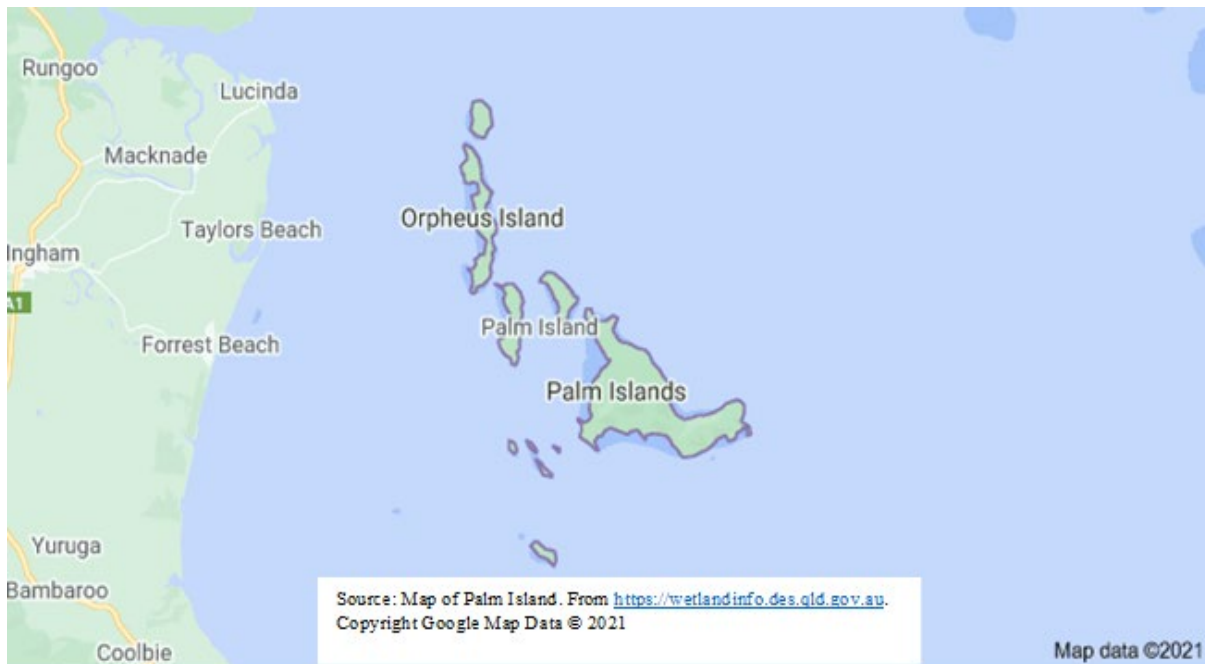 Rungoo
Lucinda
Macknade
Orpheus Island
Taylors Beach
Ingham
A1
Palm Island
Forrest Beach
Palm Islands
Yuruga
Bambaroo
Source: Map of Palm Island. From https://wetlandinfo.des.qld.gov.au.
Copyright Google Map Data © 2021
Coolbie
Map data ©2021